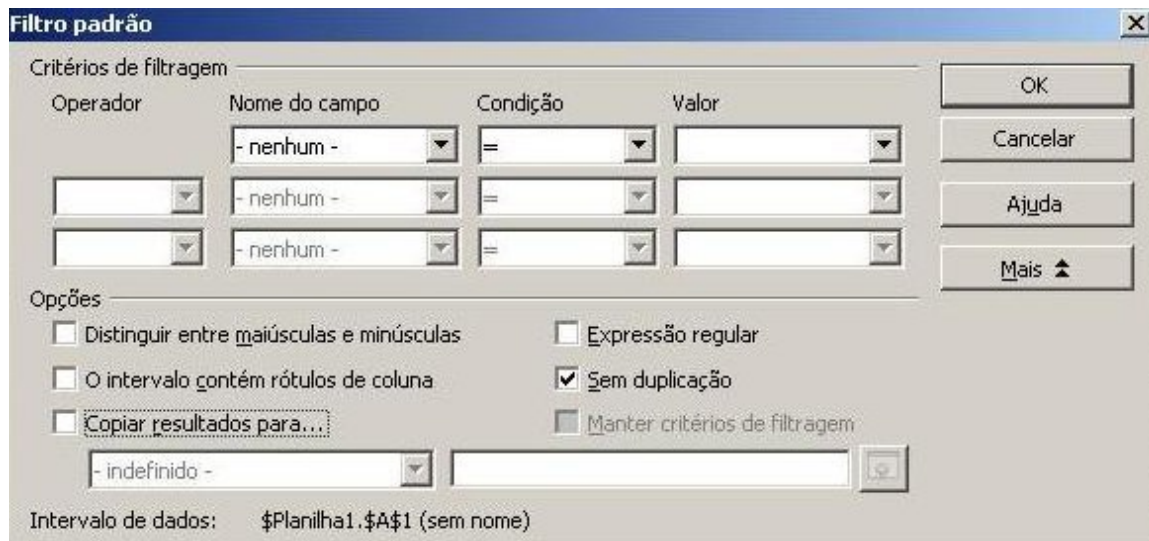 Filtro padrão
Critérios de filtragem
Operador Nome do campo Condição Valor
- nenhum - =
- nenhum - =
- nenhum - =
OK
Cancelar
Ajuda
Mais
Opções
Distinguir entre maiúsculas e minúsculas Expressão regular
O intervalo contém rótulos de coluna Sem duplicação
Copiar resultados para... Manter critérios de filtragem
- indefinido -
Intervalo de dados: $Planilha1.$A$1 (sem nome)